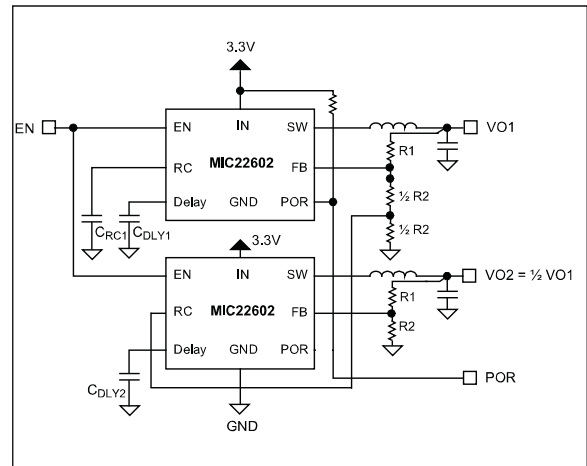 3.3V
EN
EN
IN
SW
VO1
R1
RC
MIC22602
FB
½ R2
Delay
GND
POR
CRC1
CDLY1
½ R2
3.3V
EN
IN
SW
VO2 = ½ VO1
R1
RC
MIC22602
FB
R2
Delay
GND
POR
CDLY2
POR
GND